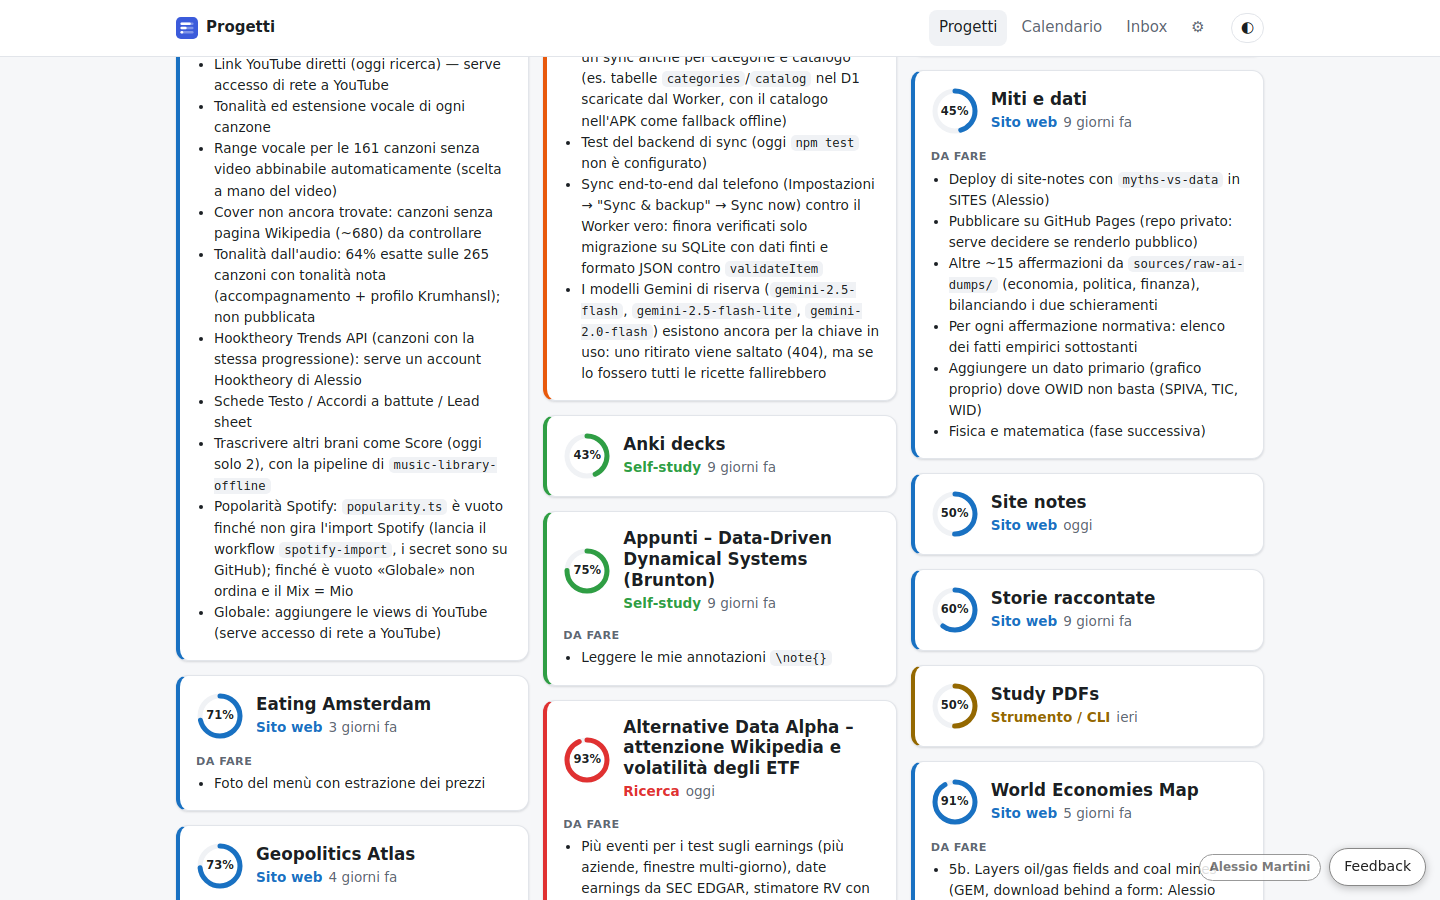 Progetti
Progetti
Calendario
Inbox
Link YouTube diretti (oggi ricerca) — serve
accesso di rete a YouTube
Tonalità ed estensione vocale di ogni
canzone
Range vocale per le 161 canzoni senza
video abbinabile automaticamente (scelta
a mano del video)
Cover non ancora trovate: canzoni senza
pagina Wikipedia (~680) da controllare
Tonalità dall'audio: 64% esatte sulle 265
canzoni con tonalità nota
(accompagnamento + profilo Krumhansl);
non pubblicata
Hooktheory Trends API (canzoni con la
stessa progressione): serve un account
Hooktheory di Alessio
Schede Testo / Accordi a battute / Lead
sheet
Trascrivere altri brani come Score (oggi
solo 2), con la pipeline di music-library-
offline
Popolarità Spotify: popularity.ts è vuoto
finché non gira l'import Spotify (lancia il
workflow spotify-import, i secret sono su
GitHub); finché è vuoto «Globale» non
ordina e il Mix = Mio
Globale: aggiungere le views di YouTube
(serve accesso di rete a YouTube)
71%
Eating Amsterdam
Sito web 3 giorni fa
DA FARE
Foto del menù con estrazione dei prezzi
73%
Geopolitics Atlas
Sito web 4 giorni fa
un sync anche per categorie e catalogo
(es. tabelle categories / catalog nel D1
scaricate dal Worker, con il catalogo
nell'APK come fallback offline)
Test del backend di sync (oggi npm test
non è configurato)
Sync end-to-end dal telefono (Impostazioni
→ "Sync & backup" → Sync now) contro il
Worker vero: finora verificati solo
migrazione su SQLite con dati finti e
formato JSON contro validateItem
I modelli Gemini di riserva ( gemini-2.5-
flash , gemini-2.5-flash-lite , gemini-
2.0-flash ) esistono ancora per la chiave in
uso: uno ritirato viene saltato (404), ma se
lo fossero tutti le ricette fallirebbero
43%
Anki decks
Self-study 9 giorni fa
75%
Appunti – Data-Driven
Dynamical Systems
(Brunton)
Self-study 9 giorni fa
DA FARE
Leggere le mie annotazioni \note{}
93%
Alternative Data Alpha –
attenzione Wikipedia e
volatilità degli ETF
Ricerca oggi
DA FARE
Più eventi per i test sugli earnings (più
aziende, finestre multi-giorno), date
earnings da SEC EDGAR, stimatore RV con
45%
Miti e dati
Sito web 9 giorni fa
DA FARE
Deploy di site-notes con myths-vs-data in
SITES (Alessio)
Pubblicare su GitHub Pages (repo privato:
serve decidere se renderlo pubblico)
Altre ~15 affermazioni da sources/raw-ai-
dumps/ (economia, politica, finanza),
bilanciando i due schieramenti
Per ogni affermazione normativa: elenco
dei fatti empirici sottostanti
Aggiungere un dato primario (grafico
proprio) dove OWID non basta (SPIVA, TIC,
WID)
Fisica e matematica (fase successiva)
50%
Site notes
Sito web oggi
60%
Storie raccontate
Sito web 9 giorni fa
50%
Study PDFs
Strumento / CLI ieri
91%
World Economies Map
Sito web 5 giorni fa
DA FARE
5b. Layers oil/gas fields and coal mines
(GEM, download behind a form: Alessio
Alessio Martini
Feedback